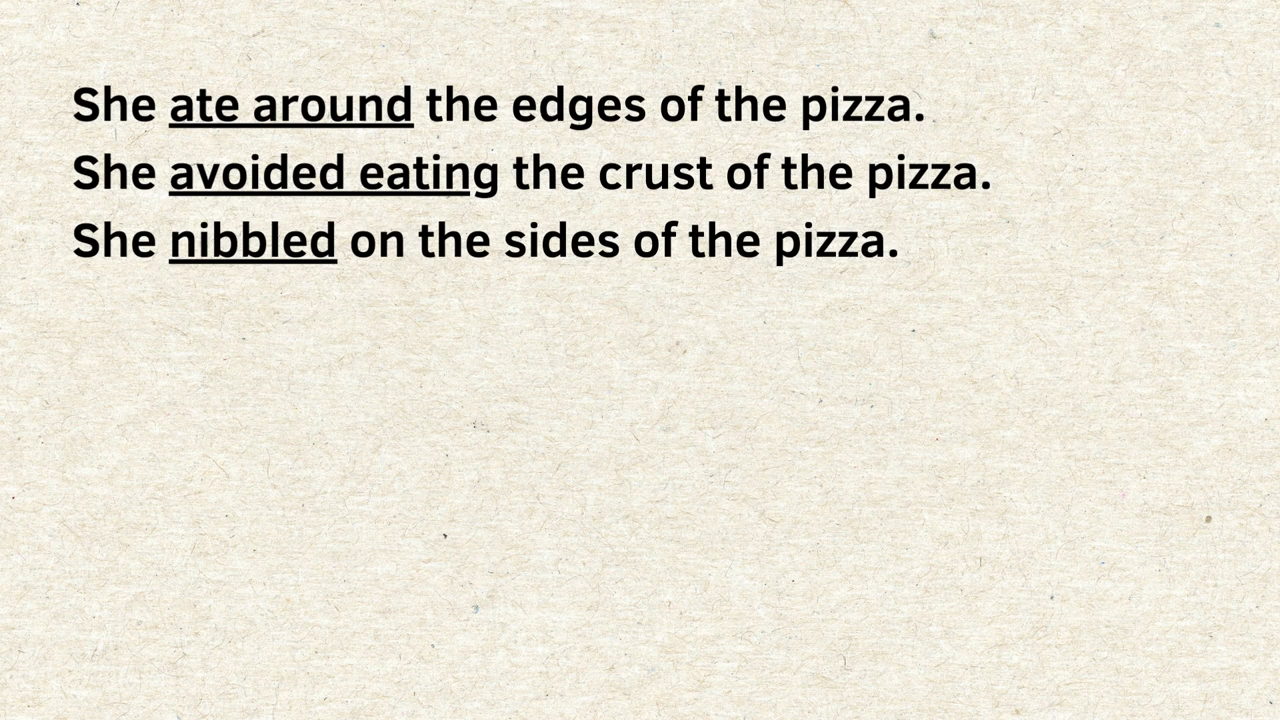 She ate around the edges of the pizza.
She avoided eating the crust of the pizza.
She nibbled on the sides of the pizza.